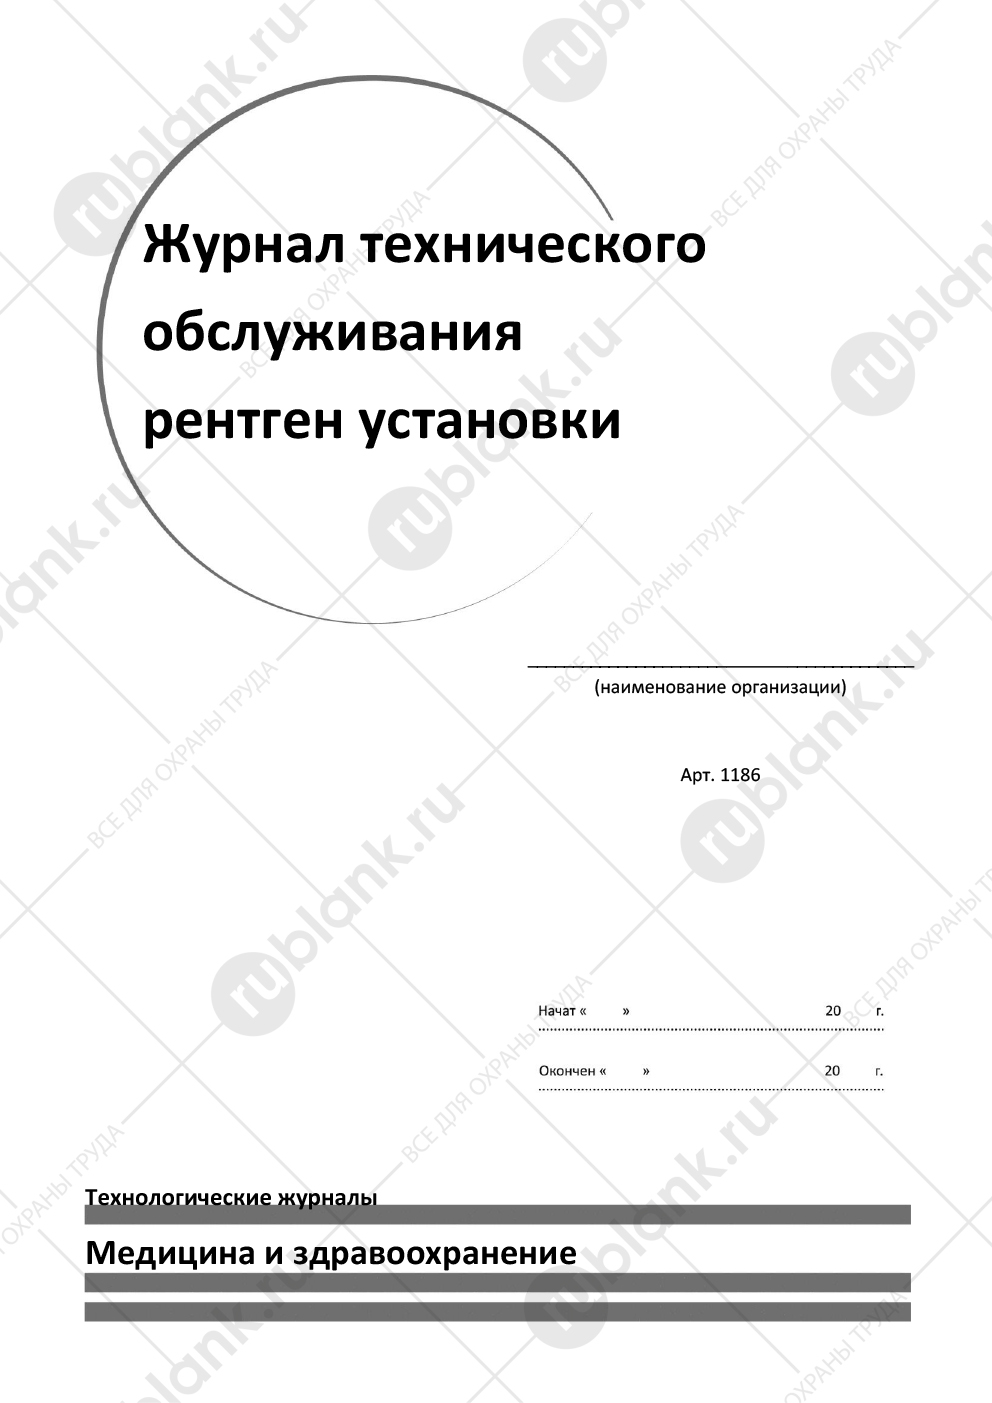 Журнал технического
обслуживания
рентген установки
(наименование организации)
Арт. 1186
Начат « » 20 г.
Окончен « » 20 г.
Технологические журналы
Медицина и здравоохранение
rublank.ru
ВСЕ ДЛЯ ОХРАНЫ ТРУДА